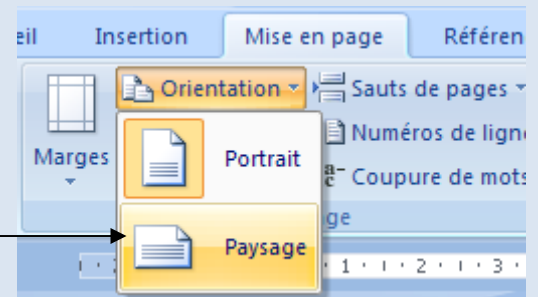 eil Insertion Mise en page Référen
Orientation Sauts de pages
Marges Portrait Numéros de lign
Coupure de mots
ge
Paysage
1 2 3